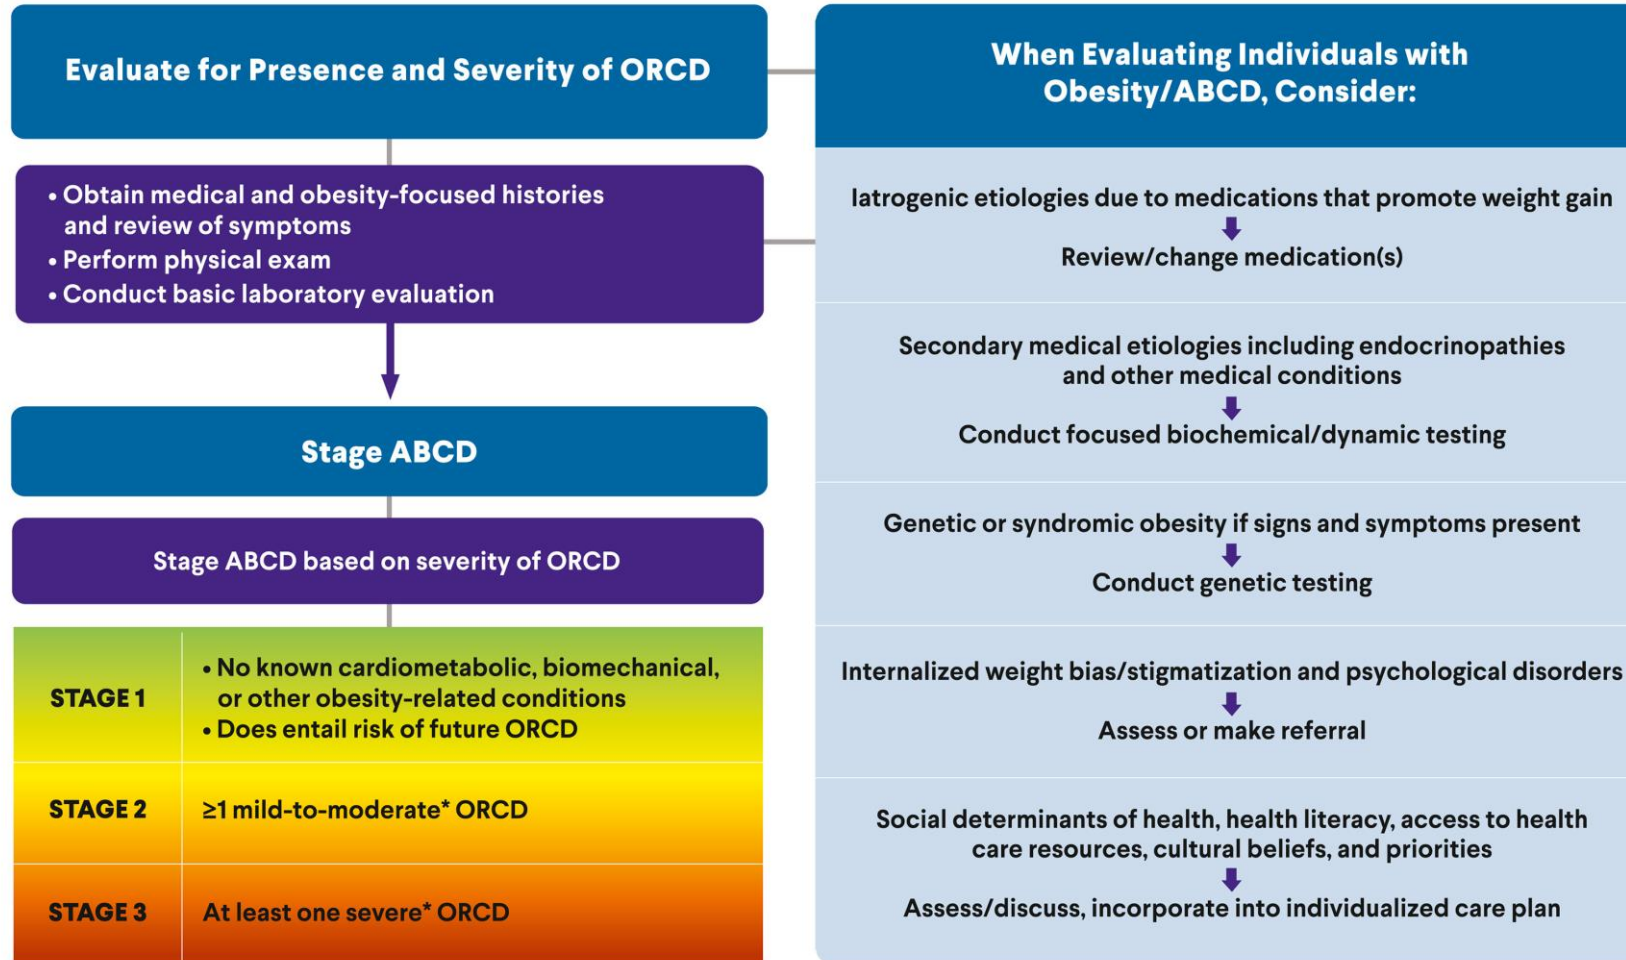 Evaluate for Presence and Severity of ORCD
• Obtain medical and obesity-focused histories
and review of symptoms
• Perform physical exam
• Conduct basic laboratory evaluation
Stage ABCD
Stage ABCD based on severity of ORCD
STAGE 1
• No known cardiometabolic, biomechanical,
or other obesity-related conditions
• Does entail risk of future ORCD
STAGE 2
≥1 mild-to-moderate* ORCD
STAGE 3
At least one severe* ORCD
When Evaluating Individuals with
Obesity/ABCD, Consider:
Iatrogenic etiologies due to medications that promote weight gain
Review/change medication(s)
Secondary medical etiologies including endocrinopathies
and other medical conditions
Conduct focused biochemical/dynamic testing
Genetic or syndromic obesity if signs and symptoms present
Conduct genetic testing
Internalized weight bias/stigmatization and psychological disorders
Assess or make referral
Social determinants of health, health literacy, access to health
care resources, cultural beliefs, and priorities
Assess/discuss, incorporate into individualized care plan